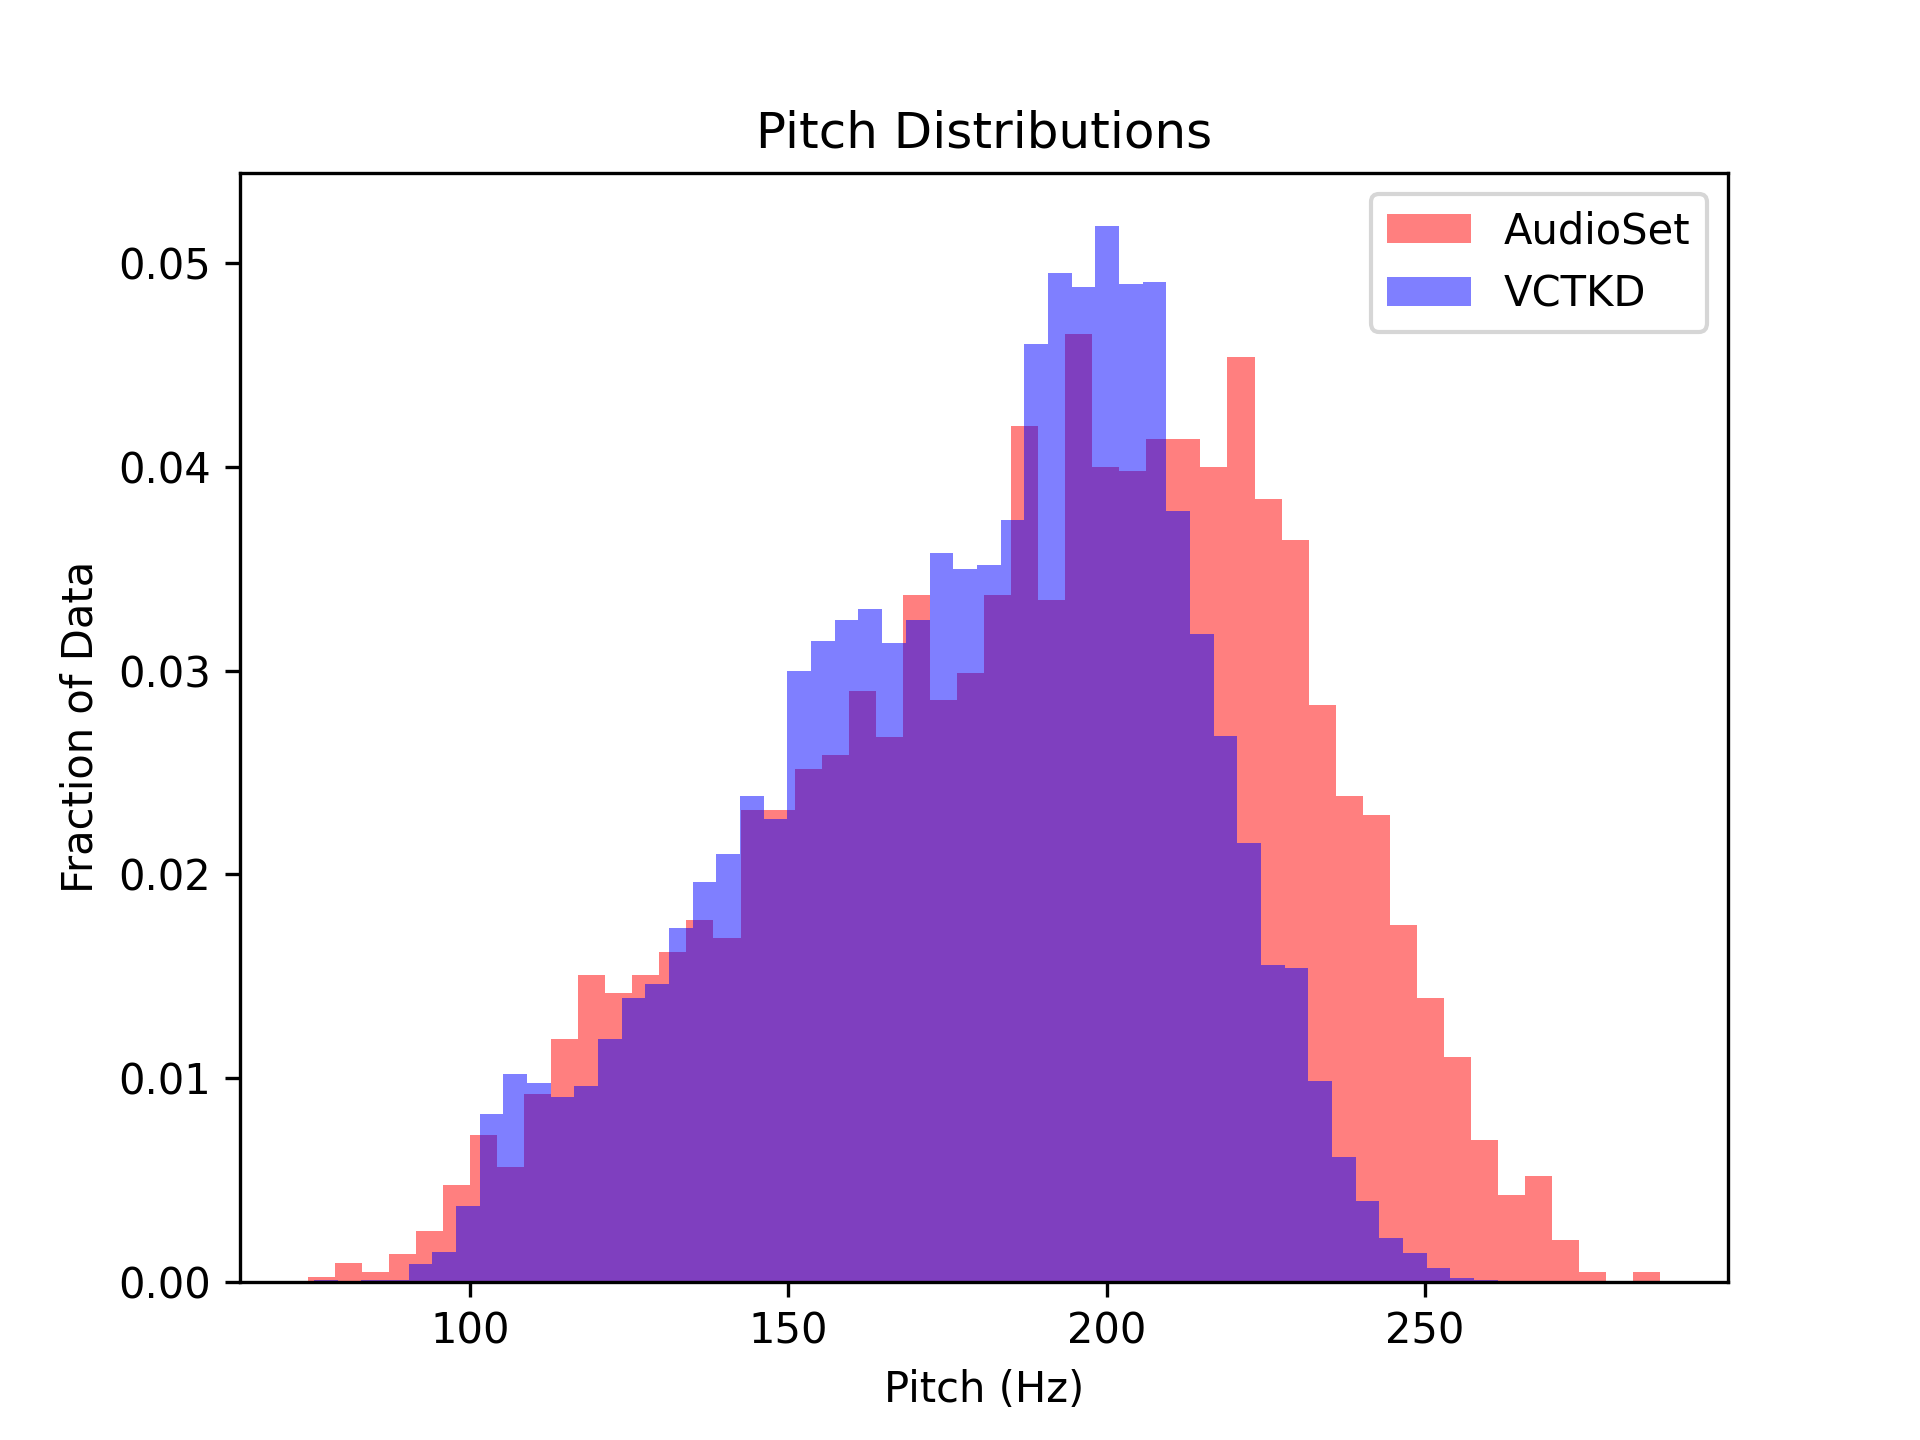 Pitch Distributions
AudioSet
VCTKD
0.05
0.04
0.03
0.02
0.01
0.00
Fraction of Data
100 150 200 250
Pitch (Hz)